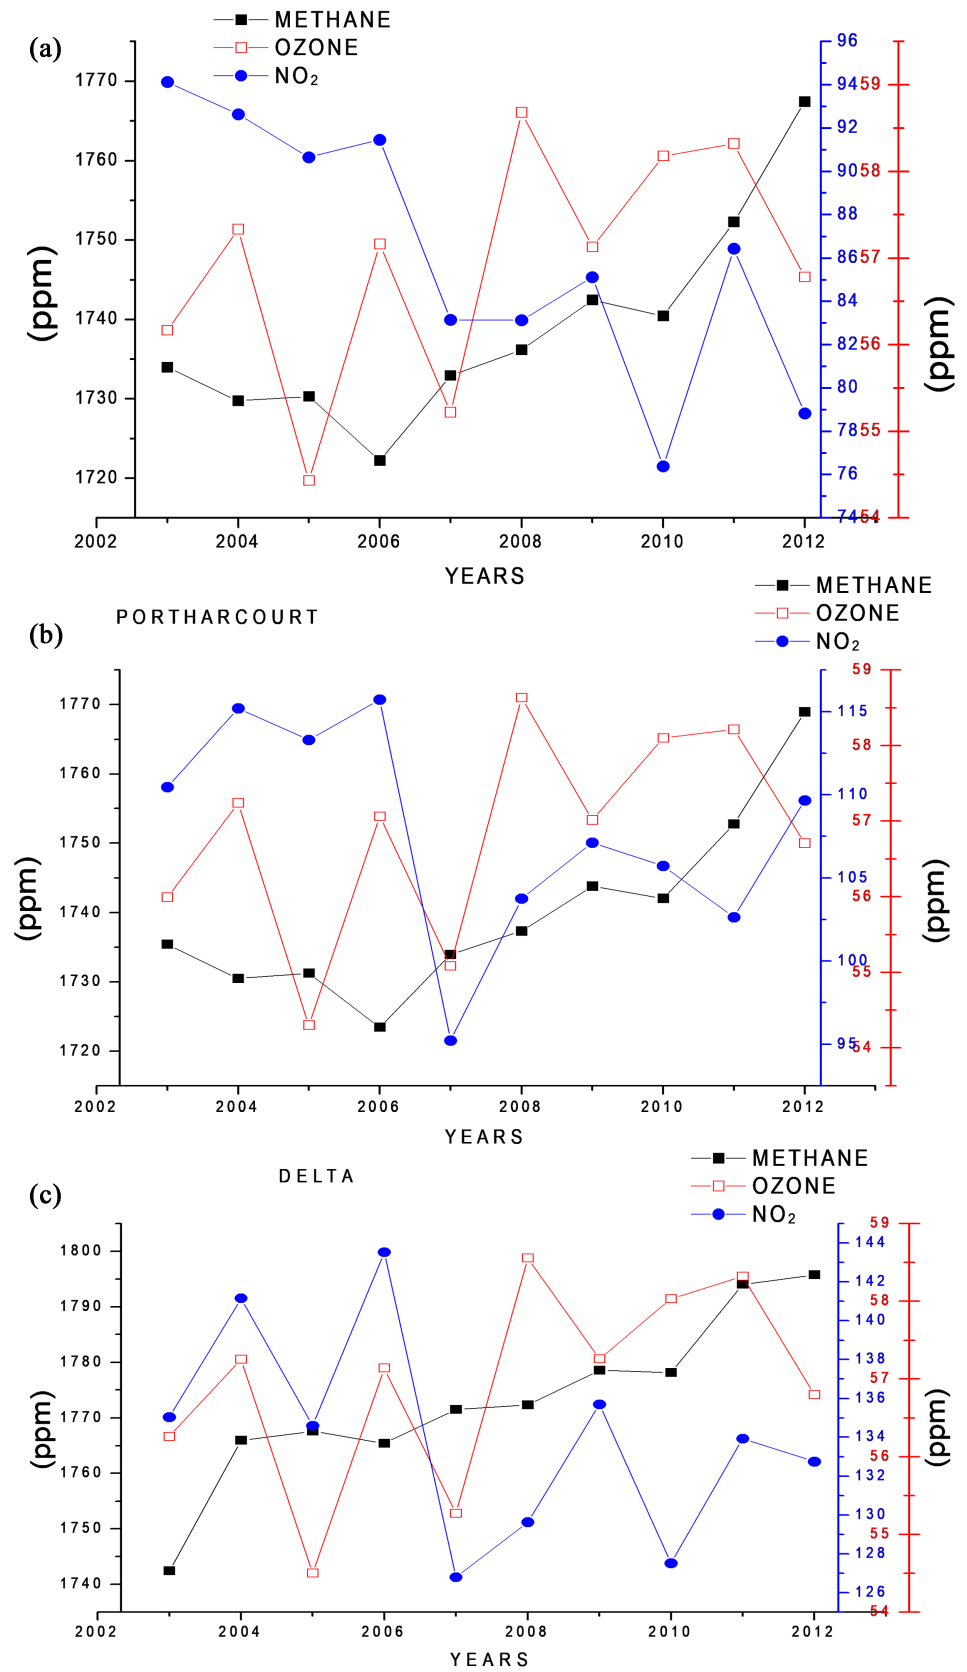 (a)
METHANE
OZONE
NO₂
1770
1760
1750
1740
1730
1720
(ppm)
96
94
92
90
88
86
84
82
80
78
76
74
59
58
57
56
55
54
(ppm)
2002 2004 2006 2008 2010 2012
YEARS
(b)
PORTHARCOURT
METHANE
OZONE
NO₂
1770
1760
1750
1740
1730
1720
(ppm)
115
110
105
100
95
59
58
57
56
55
54
(ppm)
2002 2004 2006 2008 2010 2012
YEARS
(c)
DELTA
METHANE
OZONE
NO₂
1800
1790
1780
1770
1760
1750
1740
(ppm)
144
142
140
138
136
134
132
130
128
126
59
58
57
56
55
54
(ppm)
2002 2004 2006 2008 2010 2012
YEARS